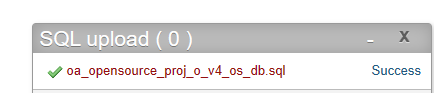 SQL upload ( 0 ) - x
oa_opensource_proj_o_v4_os_db.sql Success